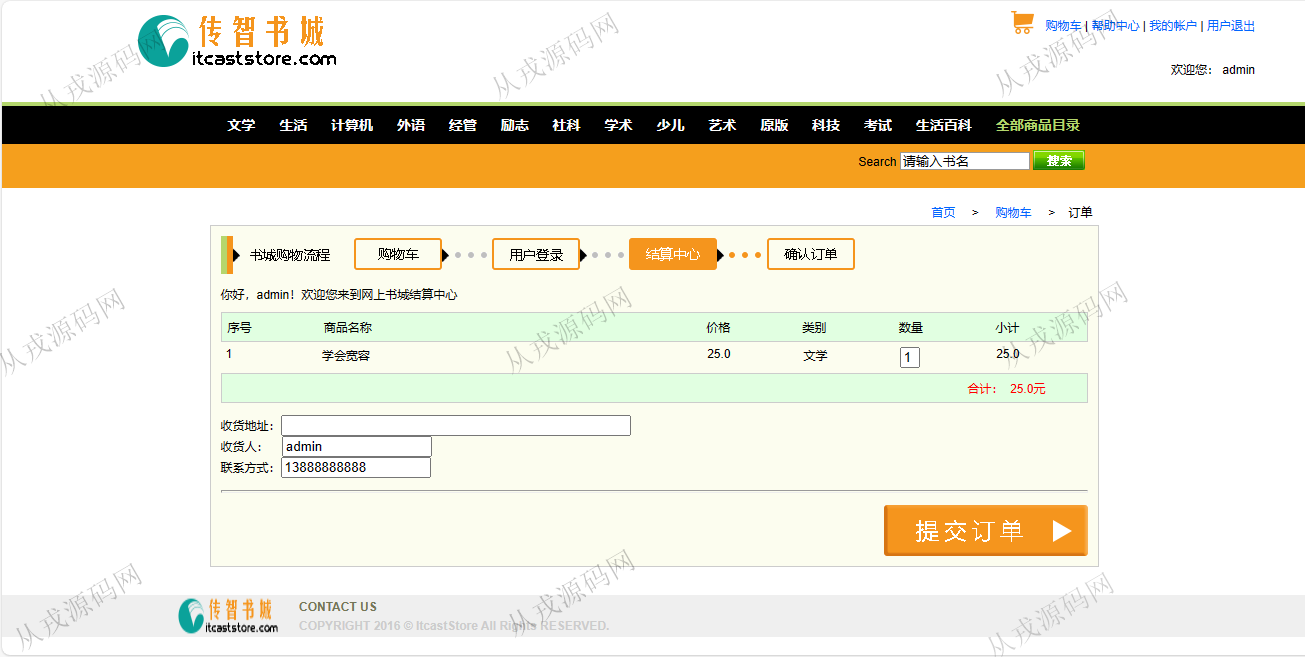 传智书城
itcaststore.com
购物车 | 帮助中心 | 我的帐户 | 用户退出
欢迎您： admin
文学 生活 计算机 外语 经管 励志 社科 学术 少儿 艺术 原版 科技 考试 生活百科 全部商品目录
Search 请输入书名 搜索
首页 > 购物车 > 订单
书城购物流程 购物车 用户登录 结算中心 确认订单
你好，admin！欢迎您来到网上书城结算中心
序号 商品名称 价格 类别 数量 小计
1 学会宽容 25.0 文学 1 25.0
合计： 25.0元
收货地址：
收货人： admin
联系方式： 13888888888
提交订单
传智书城
itcaststore.com
CONTACT US
COPYRIGHT 2016 © ItcastStore All Rights RESERVED.
从戎源码网
从戎源码网
从戎源码网
从戎源码网
从戎源码网
从戎源码网
从戎源码网
从戎源码网
从戎源码网